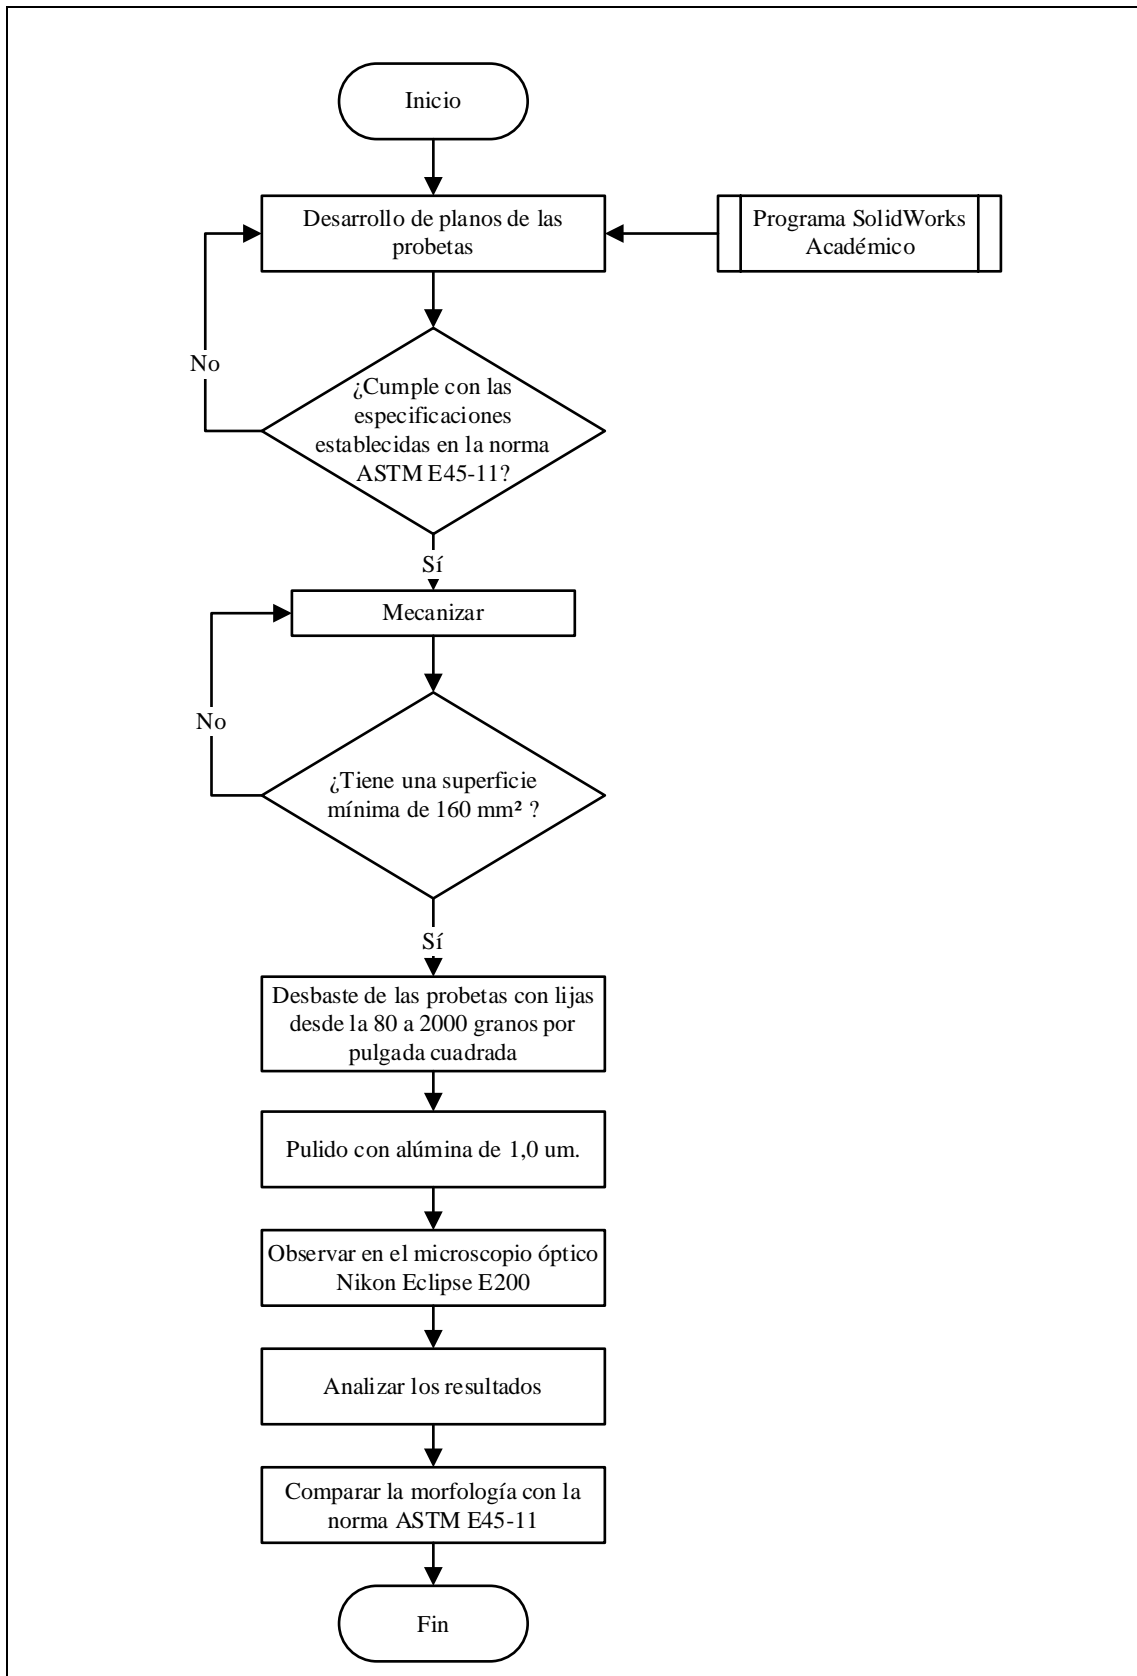 Inicio
Desarrollo de planos de las
probetas
Programa SolidWorks
Académico
No
¿Cumple con las
especificaciones
establecidas en la norma
ASTM E45-11?
Sí
Mecanizar
No
¿Tiene una superficie
mínima de 160 mm² ?
Sí
Desbaste de las probetas con lijas
desde la 80 a 2000 granos por
pulgada cuadrada
Pulido con alúmina de 1,0 um.
Observar en el microscopio óptico
Nikon Eclipse E200
Analizar los resultados
Comparar la morfología con la
norma ASTM E45-11
Fin